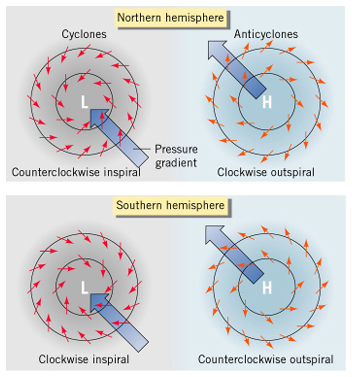 Northern hemisphere
Cyclones
Anticyclones
L
H
Pressure
gradient
Counterclockwise inspiral
Clockwise outspiral
Southern hemisphere
L
H
Clockwise inspiral
Counterclockwise outspiral